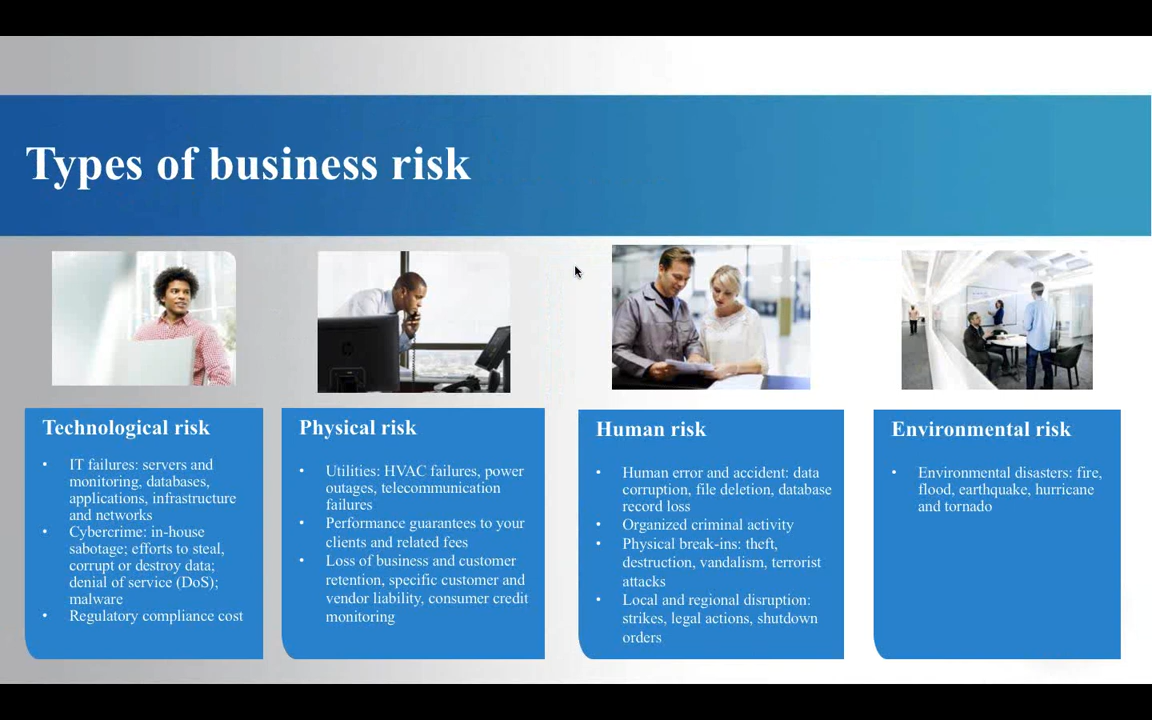 Types of business risk
Technological risk
• IT failures: servers and
monitoring, databases,
applications, infrastructure
and networks
• Cybercrime: in-house
sabotage; efforts to steal,
corrupt or destroy data;
denial of service (DoS);
malware
• Regulatory compliance cost
Physical risk
• Utilities: HVAC failures, power
outages, telecommunication
failures
• Performance guarantees to your
clients and related fees
• Loss of business and customer
retention, specific customer and
vendor liability, consumer credit
monitoring
Human risk
• Human error and accident: data
corruption, file deletion, database
record loss
• Organized criminal activity
• Physical break-ins: theft,
destruction, vandalism, terrorist
attacks
• Local and regional disruption:
strikes, legal actions, shutdown
orders
Environmental risk
• Environmental disasters: fire,
flood, earthquake, hurricane
and tornado